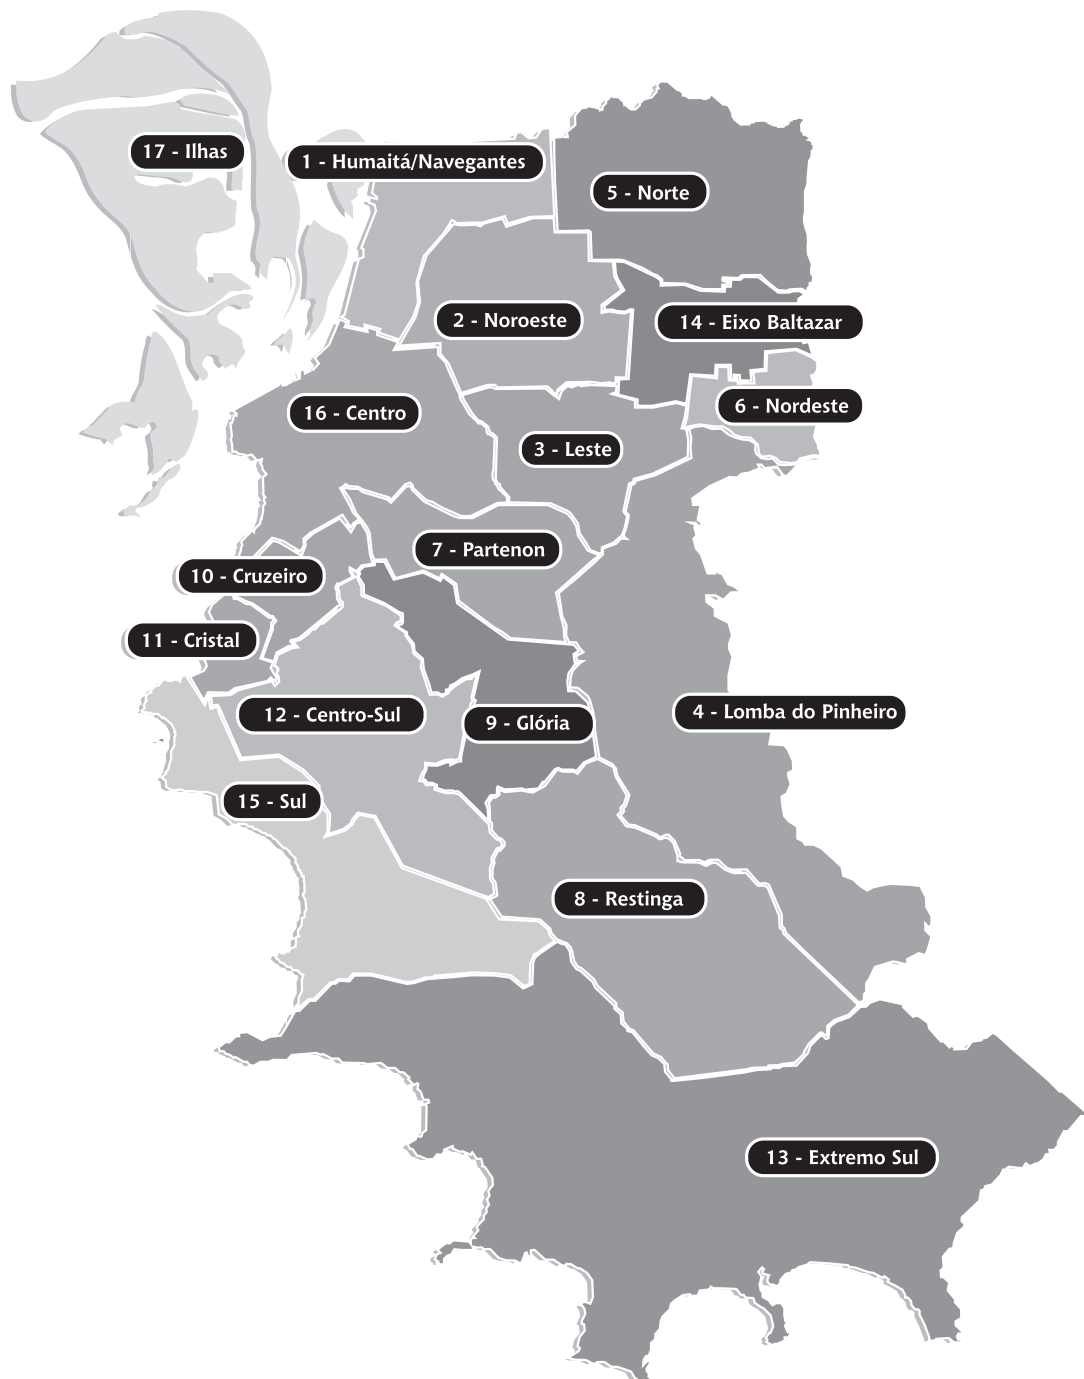 17 - Ilhas
1 - Humaitá/Navegantes
5 - Norte
2 - Noroeste
14 - Eixo Baltazar
16 - Centro
6 - Nordeste
3 - Leste
7 - Partenon
10 - Cruzeiro
11 - Cristal
12 - Centro-Sul
9 - Glória
4 - Lomba do Pinheiro
15 - Sul
8 - Restinga
13 - Extremo Sul